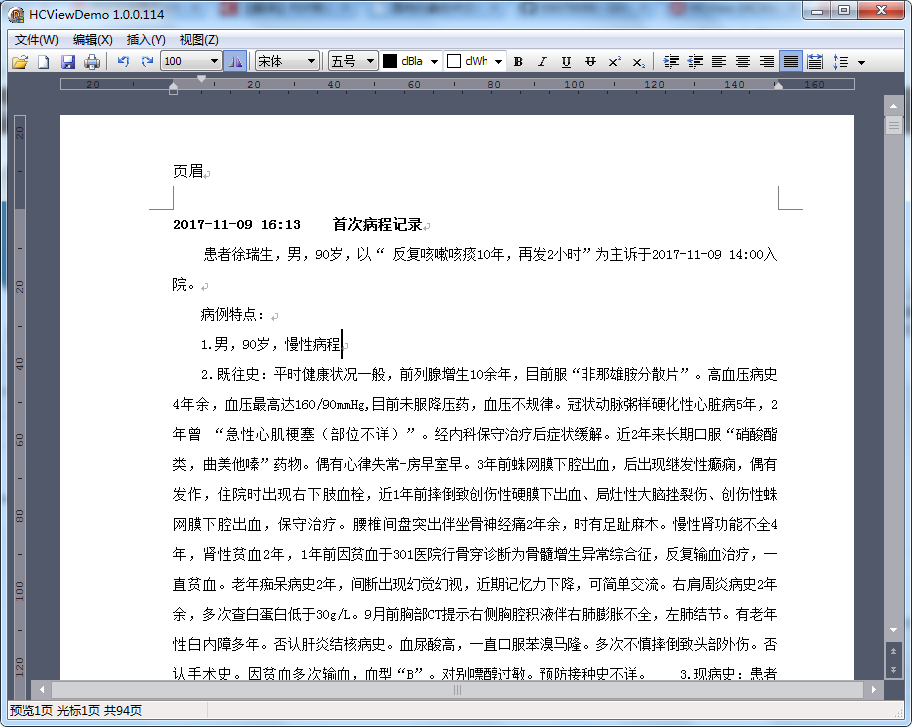 HCViewDemo 1.0.0.114
文件(W) 编辑(X) 插入(Y) 视图(Z)
100 宋体 五号 dBla dWh B I U U x² x₂
20 20 40 60 80 100 120 140 160
页眉
2017-11-09 16:13 首次病程记录
患者徐瑞生，男，90岁，以“ 反复咳嗽咳痰10年，再发2小时”为主诉于2017-11-09 14:00入
院。
病例特点：
1.男，90岁，慢性病程
2.既往史：平时健康状况一般，前列腺增生10余年，目前服“非那雄胺分散片”。高血压病史
4年余，血压最高达160/90mmHg,目前未服降压药，血压不规律。冠状动脉粥样硬化性心脏病5年，2
年曾 “急性心肌梗塞（部位不详）”。经内科保守治疗后症状缓解。近2年来长期口服“硝酸酯
类，曲美他嗪”药物。偶有心律失常-房早室早。3年前蛛网膜下腔出血，后出现继发性癫痫，偶有
发作，住院时出现右下肢血栓，近1年前摔倒致创伤性硬膜下出血、局灶性大脑挫裂伤、创伤性蛛
网膜下腔出血，保守治疗。腰椎间盘突出伴坐骨神经痛2年余，时有足趾麻木。慢性肾功能不全4
年，肾性贫血2年，1年前因贫血于301医院行骨穿诊断为骨髓增生异常综合征，反复输血治疗，一
直贫血。老年痴呆病史2年，间断出现幻觉幻视，近期记忆力下降，可简单交流。右肩周炎病史2年
余，多次查白蛋白低于30g/L。9月前胸部CT提示右侧胸腔积液伴右肺膨胀不全，左肺结节。有老年
性白内障多年。否认肝炎结核病史。血尿酸高，一直口服苯溴马隆。多次不慎摔倒致头部外伤。否
认手术史。因贫血多次输血，血型“B”。对别嘌醇过敏。预防接种史不详。 3.现病史：患者
20 20 40 60 80 100 120
预览1页 光标1页 共94页